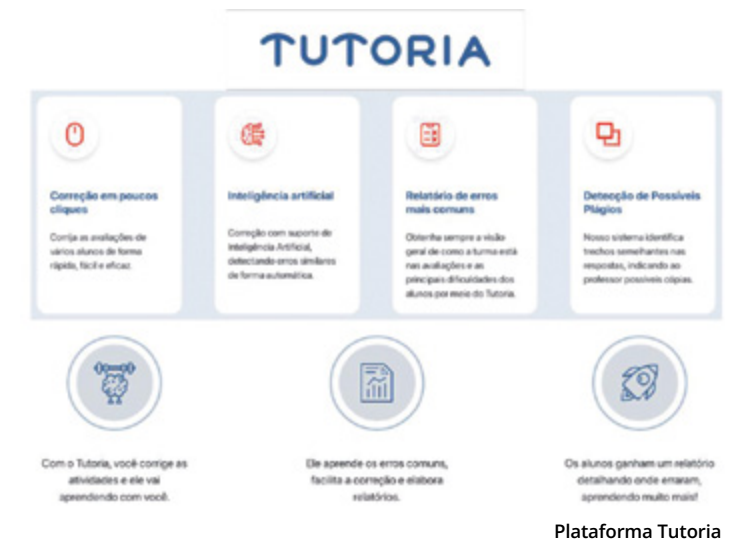 TUTORIA
Correção em poucos
cliques
Corrija as avaliações de
vários alunos de forma
rápida, fácil e eficaz.
Inteligência artificial
Correção com suporte de
Inteligência Artificial,
detectando erros similares
de forma automática.
Relatório de erros
mais comuns
Obtenha sempre a visão
geral de como a turma está
nas avaliações e as
principais dificuldades dos
alunos por meio do Tutoria.
Detecção de Possíveis
Plágios
Nosso sistema identifica
trechos semelhantes nas
respostas, indicando ao
professor possíveis cópias.
Com o Tutoria, você corrige as
atividades e ele vai
aprendendo com você.
Ele aprende os erros comuns,
facilita a correção e elabora
relatórios.
Os alunos ganham um relatório
detalhando onde erraram,
aprendendo muito mais!
Plataforma Tutoria